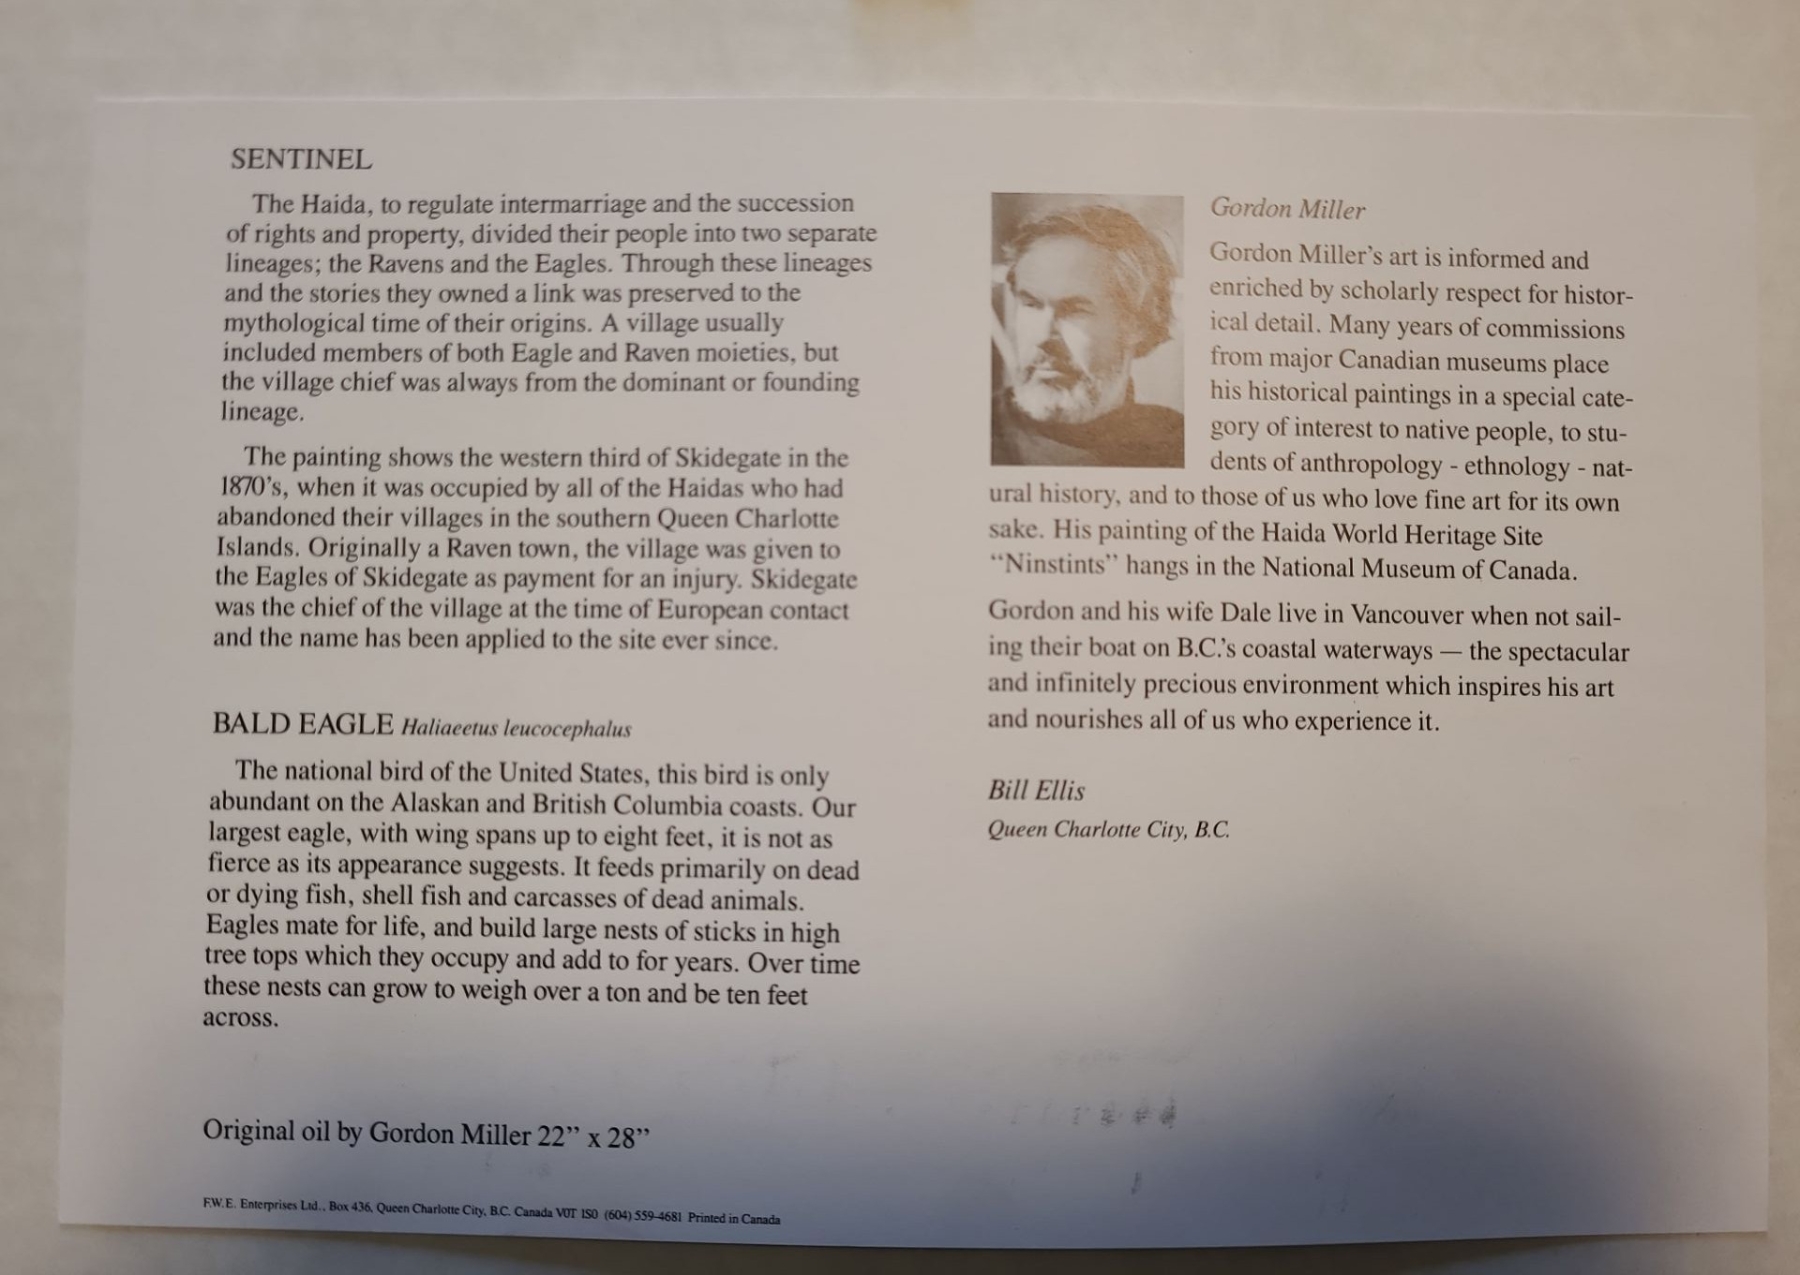 SENTINEL
The Haida, to regulate intermarriage and the succession
of rights and property, divided their people into two separate
lineages; the Ravens and the Eagles. Through these lineages
and the stories they owned a link was preserved to the
mythological time of their origins. A village usually
included members of both Eagle and Raven moieties, but
the village chief was always from the dominant or founding
lineage.
The painting shows the western third of Skidegate in the
1870's, when it was occupied by all of the Haidas who had
abandoned their villages in the southern Queen Charlotte
Islands. Originally a Raven town, the village was given to
the Eagles of Skidegate as payment for an injury. Skidegate
was the chief of the village at the time of European contact
and the name has been applied to the site ever since.
BALD EAGLE Haliaeetus leucocephalus
The national bird of the United States, this bird is only
abundant on the Alaskan and British Columbia coasts. Our
largest eagle, with wing spans up to eight feet, it is not as
fierce as its appearance suggests. It feeds primarily on dead
or dying fish, shell fish and carcasses of dead animals.
Eagles mate for life, and build large nests of sticks in high
tree tops which they occupy and add to for years. Over time
these nests can grow to weigh over a ton and be ten feet
across.
Original oil by Gordon Miller 22" x 28"
F.W.E. Enterprises Ltd., Box 436, Queen Charlotte City, B.C. Canada V0T 1S0 (604) 559-4681 Printed in Canada
Gordon Miller
Gordon Miller's art is informed and
enriched by scholarly respect for histor-
ical detail. Many years of commissions
from major Canadian museums place
his historical paintings in a special cate-
gory of interest to native people, to stu-
dents of anthropology - ethnology - nat-
ural history, and to those of us who love fine art for its own
sake. His painting of the Haida World Heritage Site
"Ninstints" hangs in the National Museum of Canada.
Gordon and his wife Dale live in Vancouver when not sail-
ing their boat on B.C.'s coastal waterways — the spectacular
and infinitely precious environment which inspires his art
and nourishes all of us who experience it.
Bill Ellis
Queen Charlotte City, B.C.